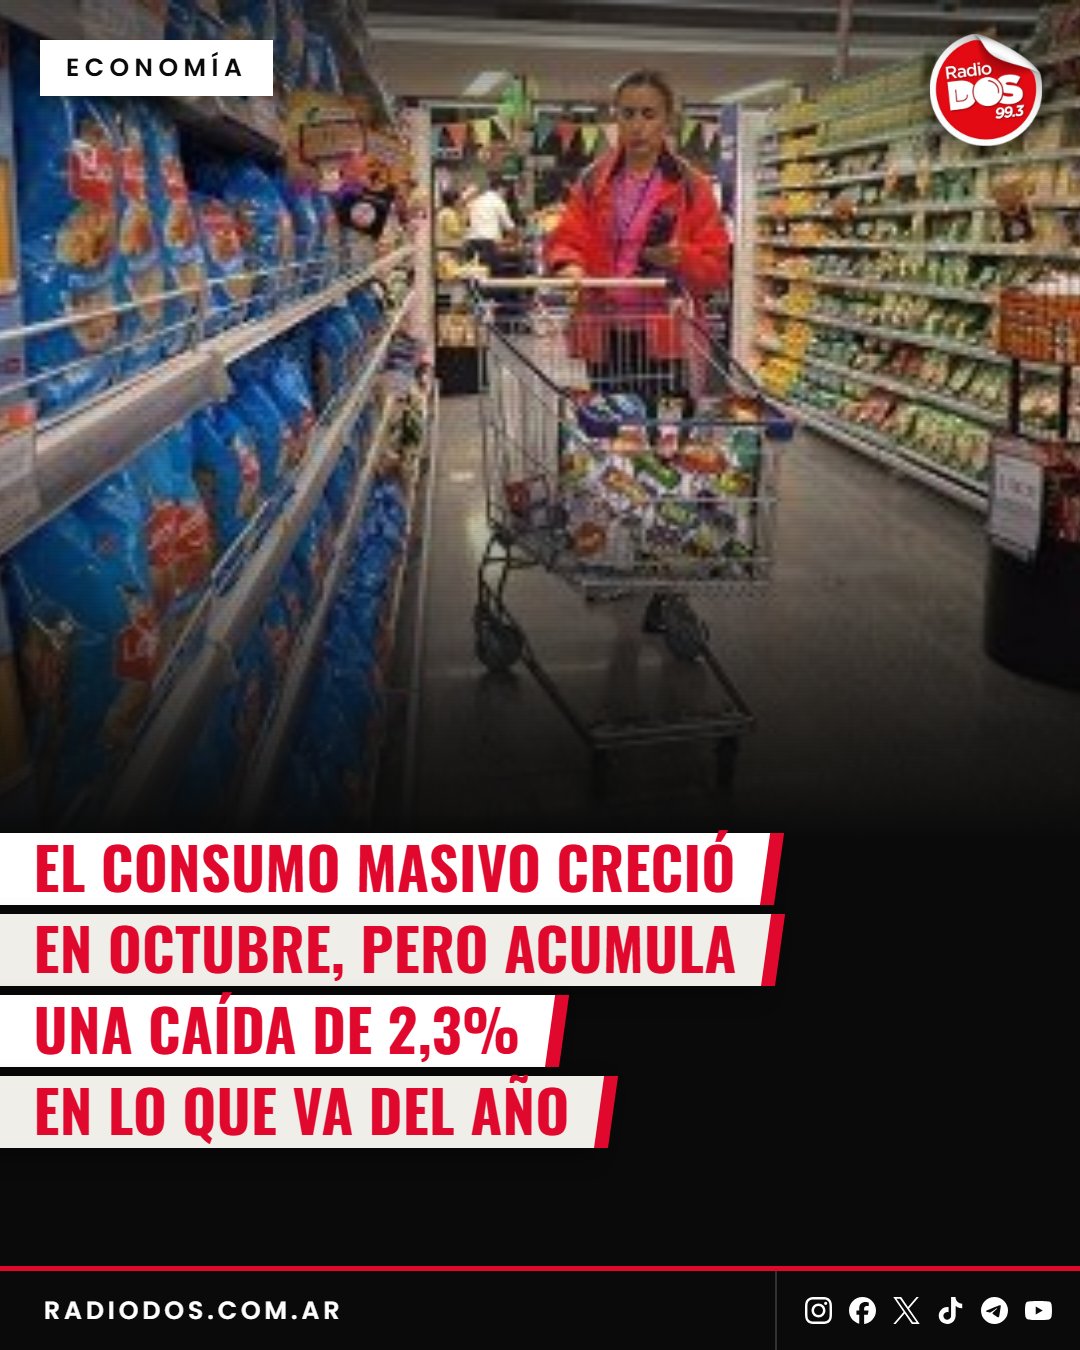 ECONOMÍA
Radio
DOS
99.3
EL CONSUMO MASIVO CRECIÓ
EN OCTUBRE, PERO ACUMULA
UNA CAÍDA DE 2,3%
EN LO QUE VA DEL AÑO
RADIODOS.COM.AR